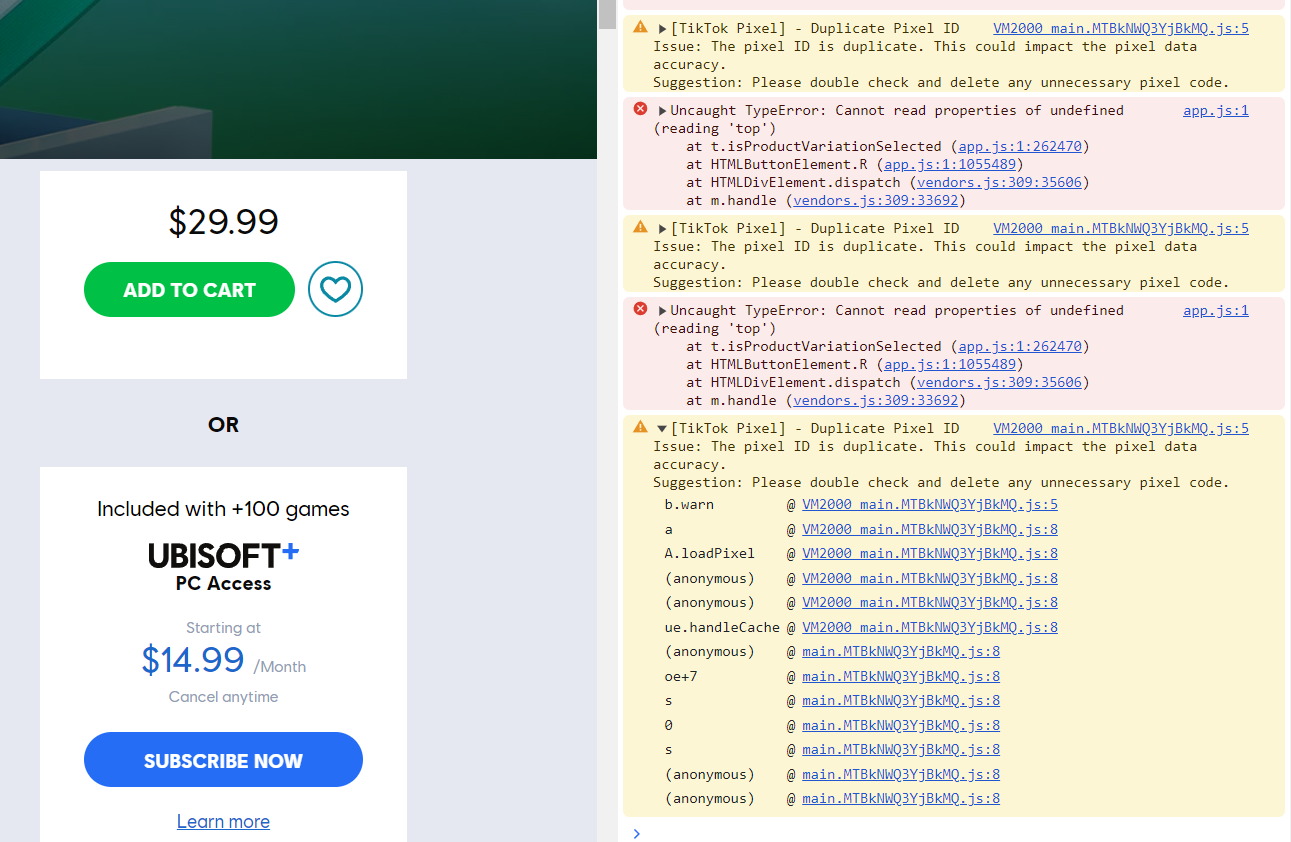 $29.99
ADD TO CART
OR
Included with +100 games
UBISOFT+
PC Access
Starting at
$14.99 /Month
Cancel anytime
SUBSCRIBE NOW
Learn more
[TikTok Pixel] - Duplicate Pixel ID VM2000 main.MTBkNWQ3YjBkMQ.js:5
Issue: The pixel ID is duplicate. This could impact the pixel data
accuracy.
Suggestion: Please double check and delete any unnecessary pixel code.
Uncaught TypeError: Cannot read properties of undefined app.js:1
(reading 'top')
at t.isProductVariationSelected (app.js:1:262470)
at HTMLButtonElement.R (app.js:1:1055489)
at HTMLDivElement.dispatch (vendors.js:309:35606)
at m.handle (vendors.js:309:33692)
[TikTok Pixel] - Duplicate Pixel ID VM2000 main.MTBkNWQ3YjBkMQ.js:5
Issue: The pixel ID is duplicate. This could impact the pixel data
accuracy.
Suggestion: Please double check and delete any unnecessary pixel code.
Uncaught TypeError: Cannot read properties of undefined app.js:1
(reading 'top')
at t.isProductVariationSelected (app.js:1:262470)
at HTMLButtonElement.R (app.js:1:1055489)
at HTMLDivElement.dispatch (vendors.js:309:35606)
at m.handle (vendors.js:309:33692)
[TikTok Pixel] - Duplicate Pixel ID VM2000 main.MTBkNWQ3YjBkMQ.js:5
Issue: The pixel ID is duplicate. This could impact the pixel data
accuracy.
Suggestion: Please double check and delete any unnecessary pixel code.
b.warn @ VM2000 main.MTBkNWQ3YjBkMQ.js:5
a @ VM2000 main.MTBkNWQ3YjBkMQ.js:8
A.loadPixel @ VM2000 main.MTBkNWQ3YjBkMQ.js:8
(anonymous) @ VM2000 main.MTBkNWQ3YjBkMQ.js:8
(anonymous) @ VM2000 main.MTBkNWQ3YjBkMQ.js:8
ue.handleCache @ VM2000 main.MTBkNWQ3YjBkMQ.js:8
(anonymous) @ main.MTBkNWQ3YjBkMQ.js:8
oe+7 @ main.MTBkNWQ3YjBkMQ.js:8
s @ main.MTBkNWQ3YjBkMQ.js:8
0 @ main.MTBkNWQ3YjBkMQ.js:8
s @ main.MTBkNWQ3YjBkMQ.js:8
(anonymous) @ main.MTBkNWQ3YjBkMQ.js:8
(anonymous) @ main.MTBkNWQ3YjBkMQ.js:8